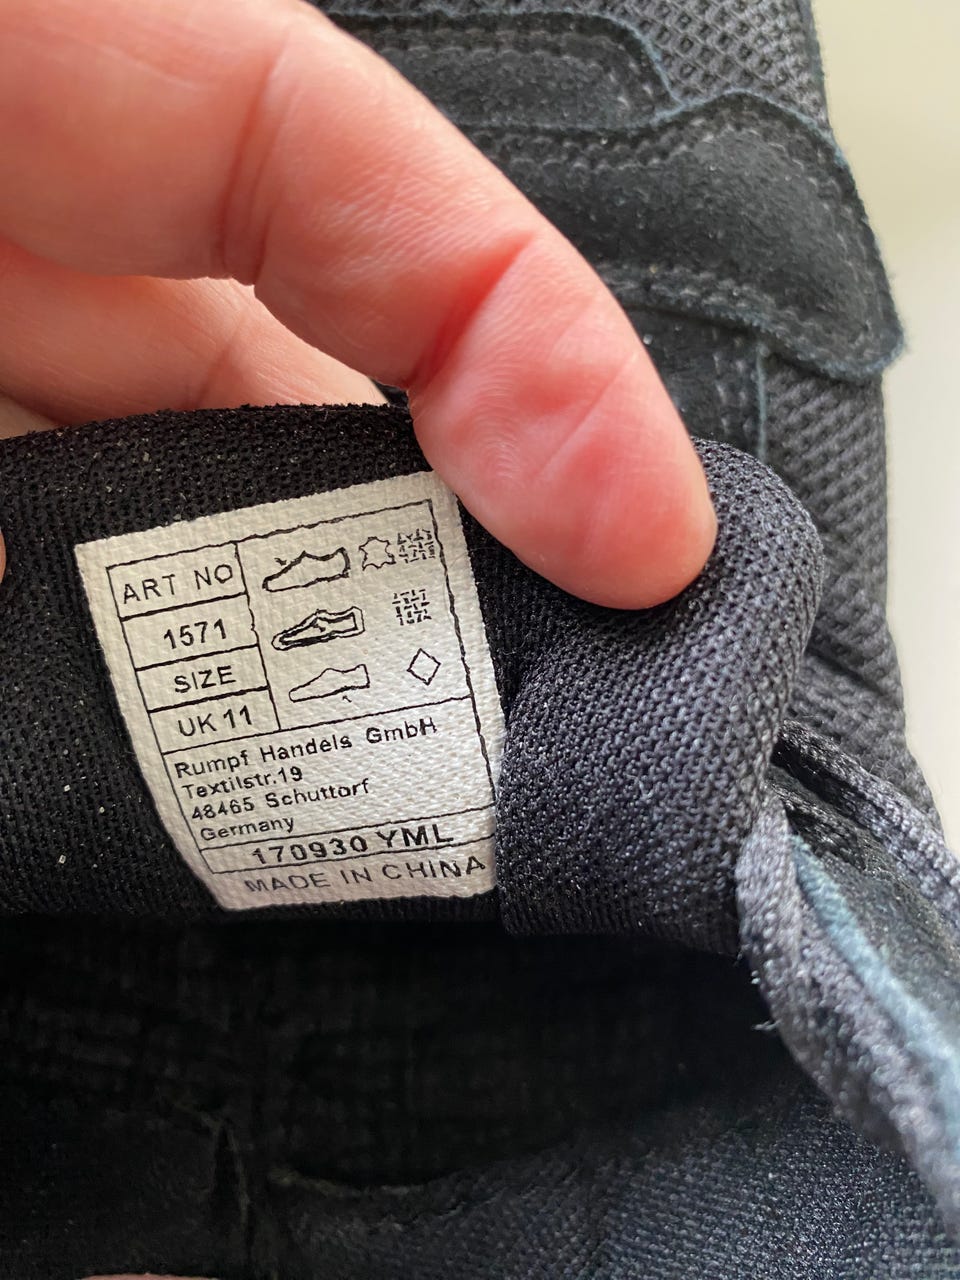 ART NO
1571
SIZE
UK 11
Rumpf Handels GmbH
Textilstr.19
48465 Schuttorf
Germany
170930 YML
MADE IN CHINA